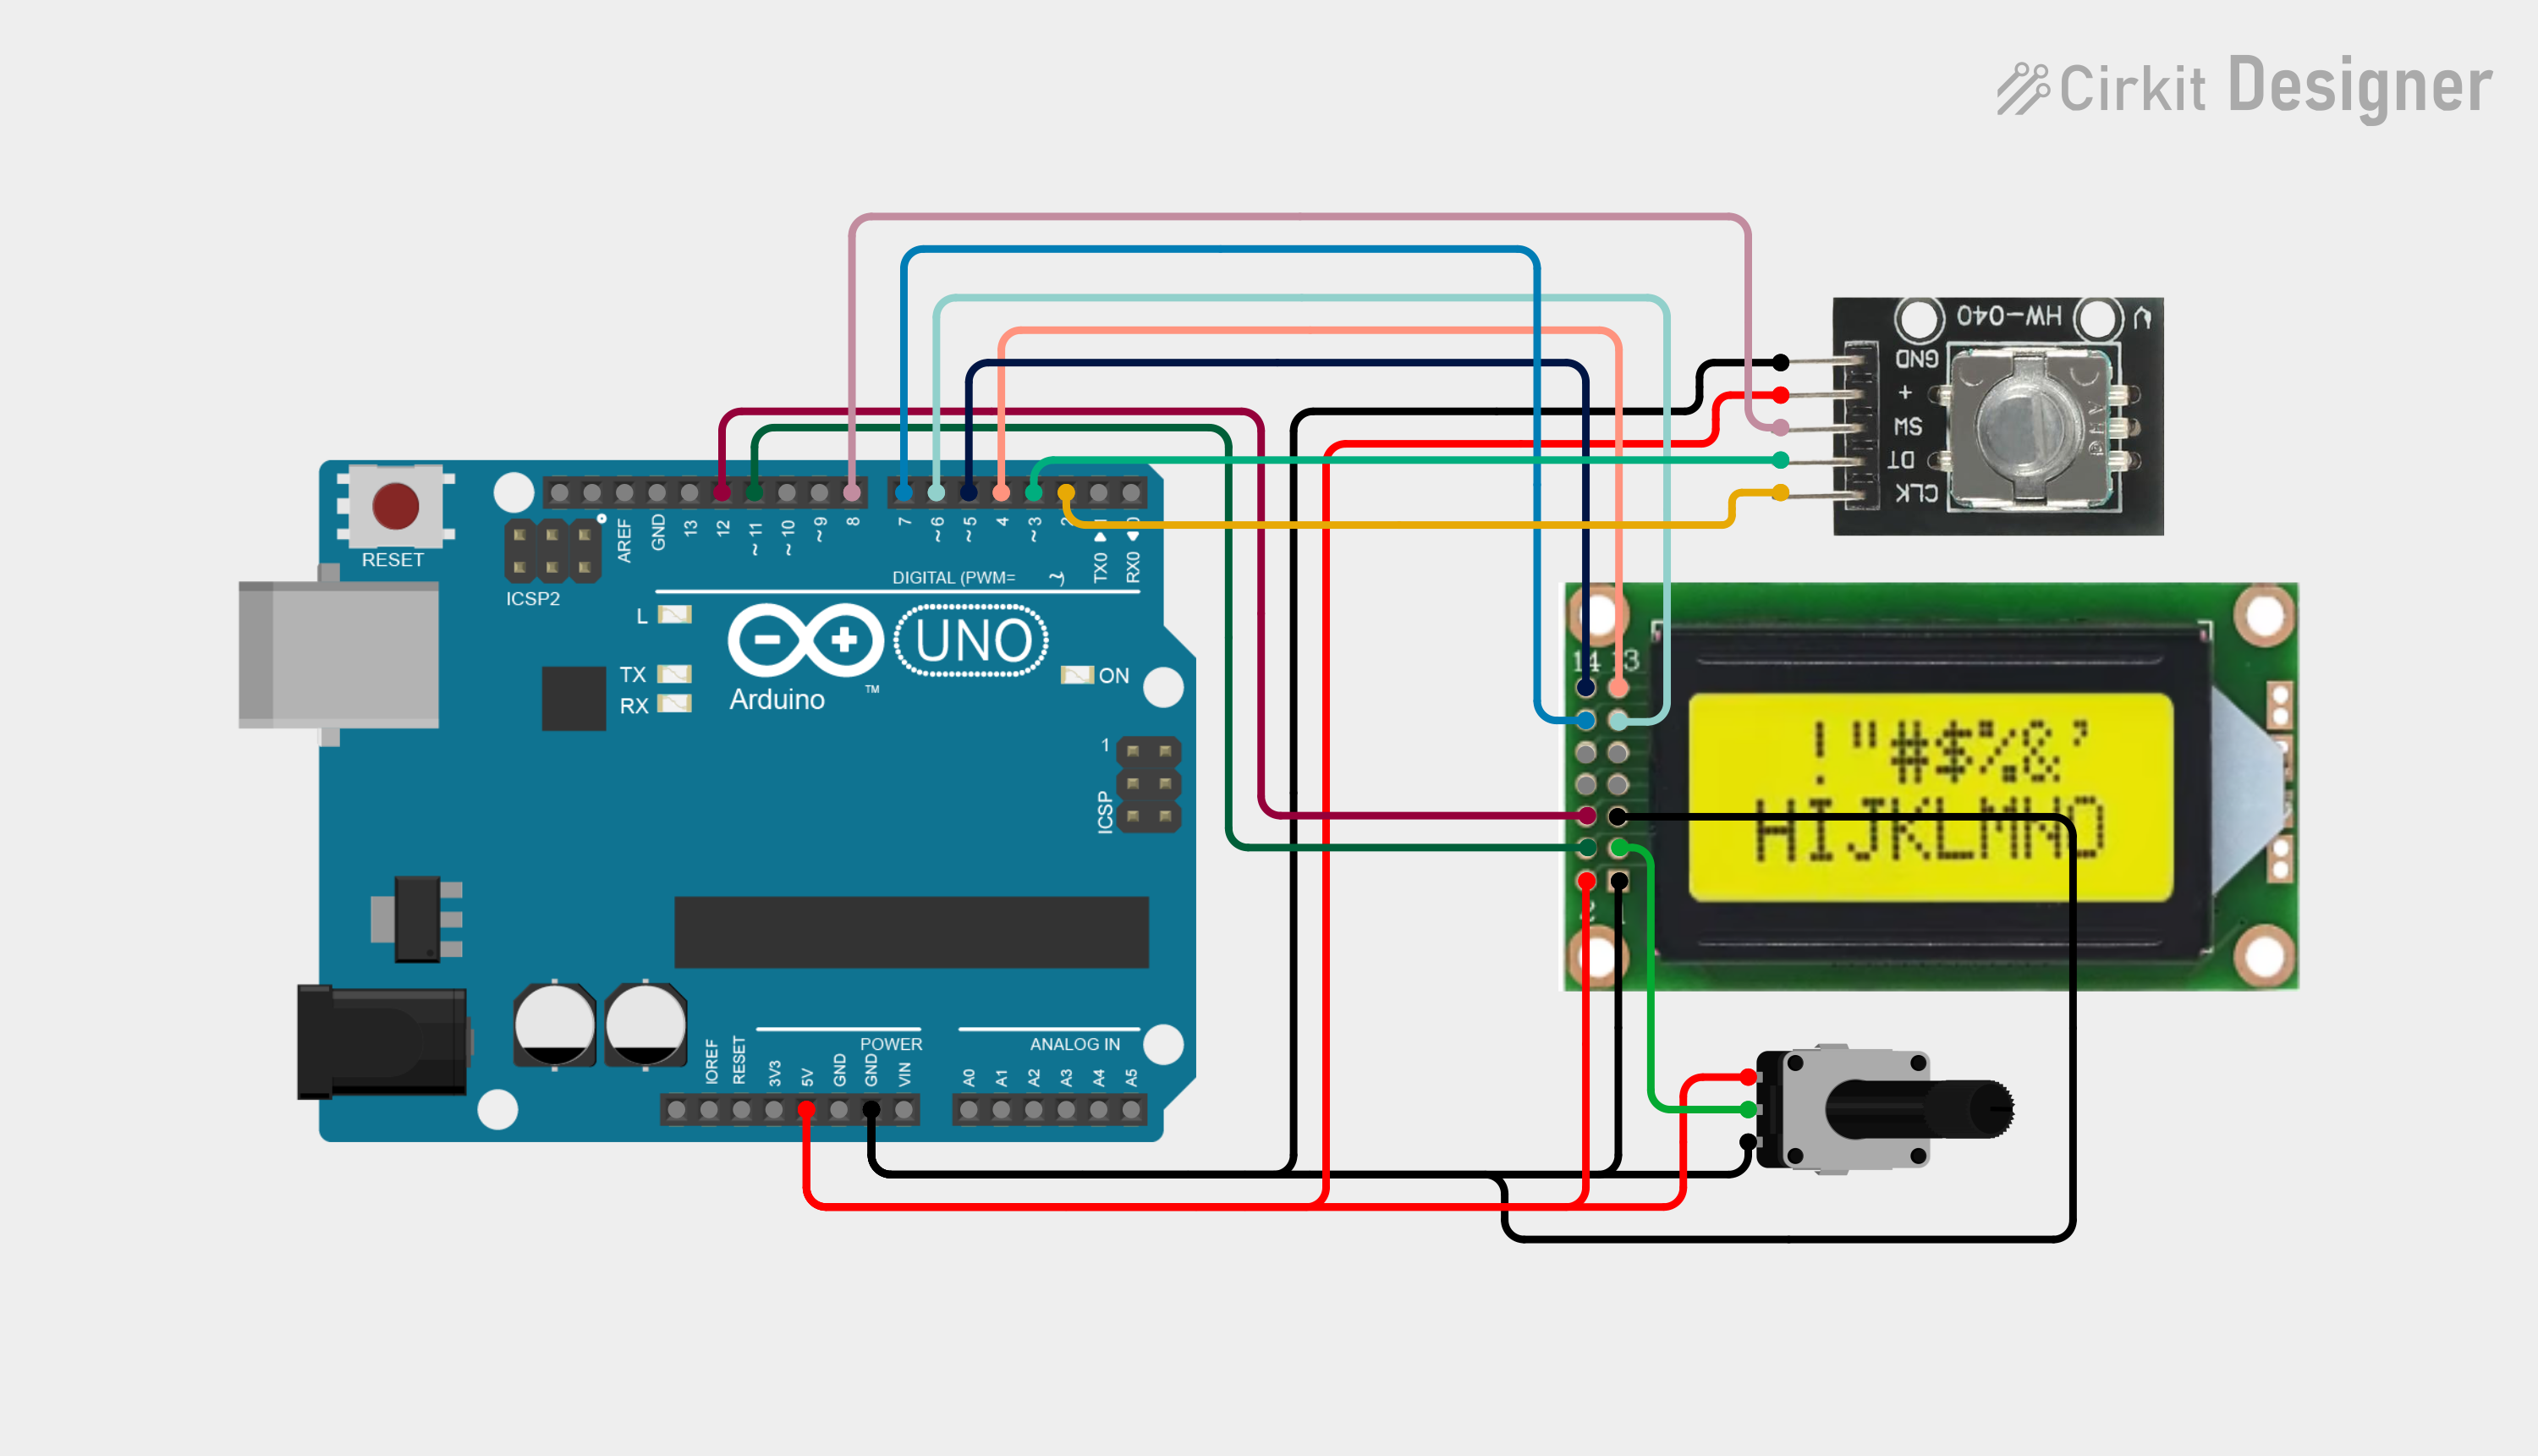 Cirkit Designer
HW-040
GND
+
SW
DT
CLK
RESET
ICSP2
AREF
GND
13
12
~11
~10
~9
8
7
~6
~5
4
~3
2
TX0
RX0
DIGITAL (PWM= ~)
L
TX
RX
UNO
Arduino
TM
ON
1
ICSP
14 13
!"#$%&'
HIJKLMNO
2 1
IOREF
RESET
3V3
5V
GND
GND
VIN
POWER
ANALOG IN
A0
A1
A2
A3
A4
A5